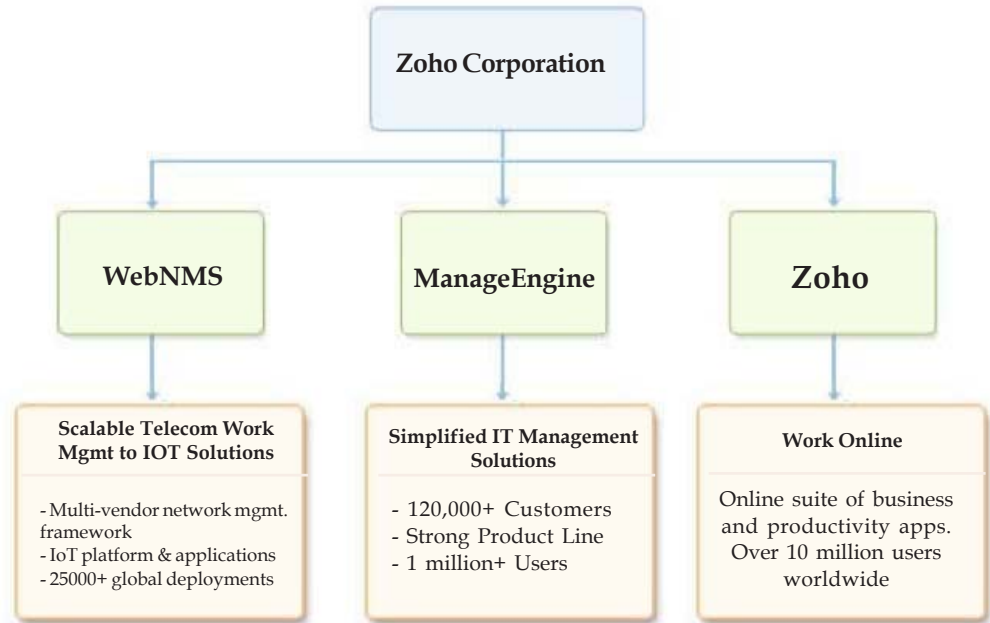 Zoho Corporation
WebNMS
ManageEngine
Zoho
Scalable Telecom Work
Mgmt to IOT Solutions
- Multi-vendor network mgmt.
framework
- IoT platform & applications
- 25000+ global deployments
Simplified IT Management
Solutions
- 120,000+ Customers
- Strong Product Line
- 1 million+ Users
Work Online
Online suite of business
and productivity apps.
Over 10 million users
worldwide